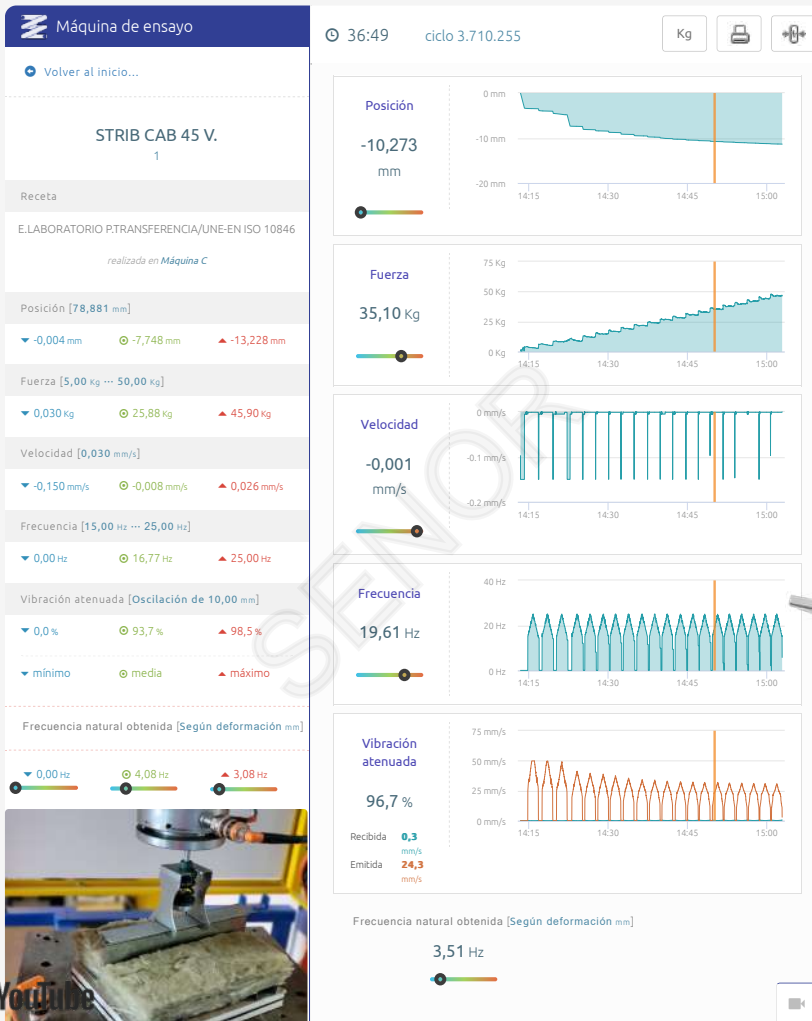 Máquina de ensayo
Volver al inicio...
STRIB CAB 45 V.
1
Receta
E.LABORATORIO P.TRANSFERENCIA/UNE-EN ISO 10846
realizada en Máquina C
Posición [78,881 mm]
-0,004 mm -7,748 mm -13,228 mm
Fuerza [5,00 Kg ··· 50,00 Kg]
0,030 Kg 25,88 Kg 45,90 Kg
Velocidad [0,030 mm/s]
-0,150 mm/s -0,008 mm/s 0,026 mm/s
Frecuencia [15,00 Hz ··· 25,00 Hz]
0,00 Hz 16,77 Hz 25,00 Hz
Vibración atenuada [Oscilación de 10,00 mm]
0,0 % 93,7 % 98,5 %
mínimo media máximo
Frecuencia natural obtenida [Según deformación mm]
0,00 Hz 4,08 Hz 3,08 Hz
YouTube
36:49 ciclo 3.710.255 Kg
Posición
-10,273
mm
0 mm
-10 mm
-20 mm
14:15 14:30 14:45 15:00
Fuerza
35,10 Kg
75 Kg
50 Kg
25 Kg
0 Kg
14:15 14:30 14:45 15:00
Velocidad
-0,001
mm/s
0 mm/s
-0.1 mm/s
-0.2 mm/s
14:15 14:30 14:45 15:00
Frecuencia
19,61 Hz
40 Hz
20 Hz
0 Hz
14:15 14:30 14:45 15:00
Vibración
atenuada
96,7 %
Recibida 0,3
mm/s
Emitida 24,3
mm/s
75 mm/s
50 mm/s
25 mm/s
0 mm/s
14:15 14:30 14:45 15:00
Frecuencia natural obtenida [Según deformación mm]
3,51 Hz
SENOR